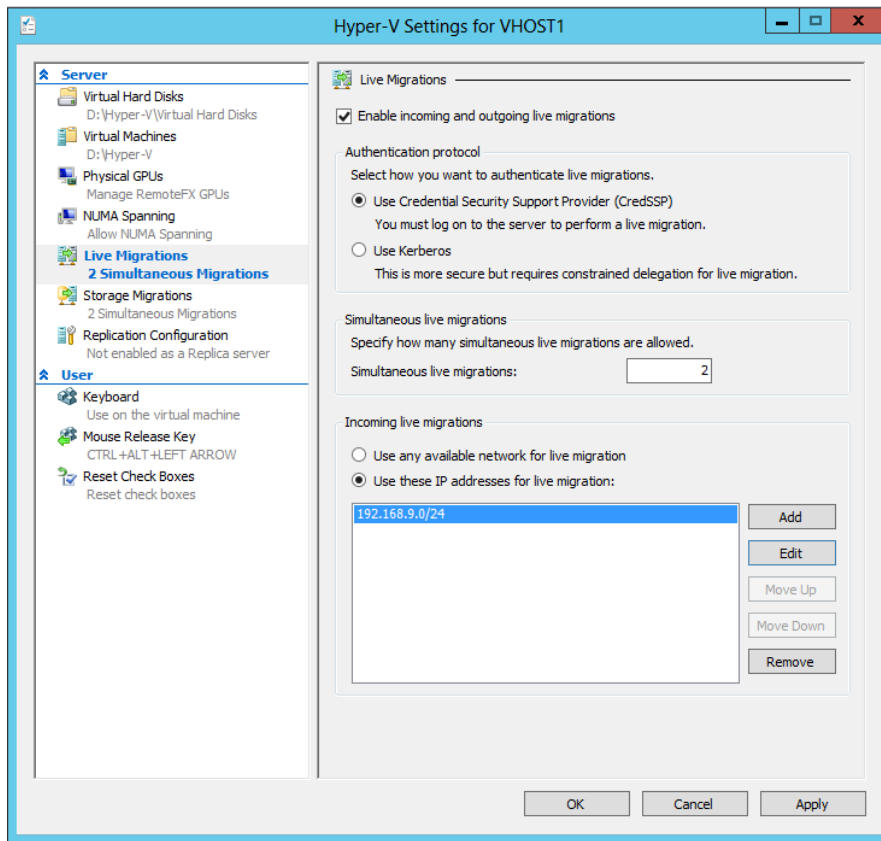 Hyper-V Settings for VHOST1
Server
Virtual Hard Disks
D:\Hyper-V\Virtual Hard Disks
Virtual Machines
D:\Hyper-V
Physical GPUs
Manage RemoteFX GPUs
NUMA Spanning
Allow NUMA Spanning
Live Migrations
2 Simultaneous Migrations
Storage Migrations
2 Simultaneous Migrations
Replication Configuration
Not enabled as a Replica server
User
Keyboard
Use on the virtual machine
Mouse Release Key
CTRL+ALT+LEFT ARROW
Reset Check Boxes
Reset check boxes
Live Migrations
Enable incoming and outgoing live migrations
Authentication protocol
Select how you want to authenticate live migrations.
Use Credential Security Support Provider (CredSSP)
You must log on to the server to perform a live migration.
Use Kerberos
This is more secure but requires constrained delegation for live migration.
Simultaneous live migrations
Specify how many simultaneous live migrations are allowed.
Simultaneous live migrations: 2
Incoming live migrations
Use any available network for live migration
Use these IP addresses for live migration:
192.168.9.0/24
Add
Edit
Move Up
Move Down
Remove
OK Cancel Apply